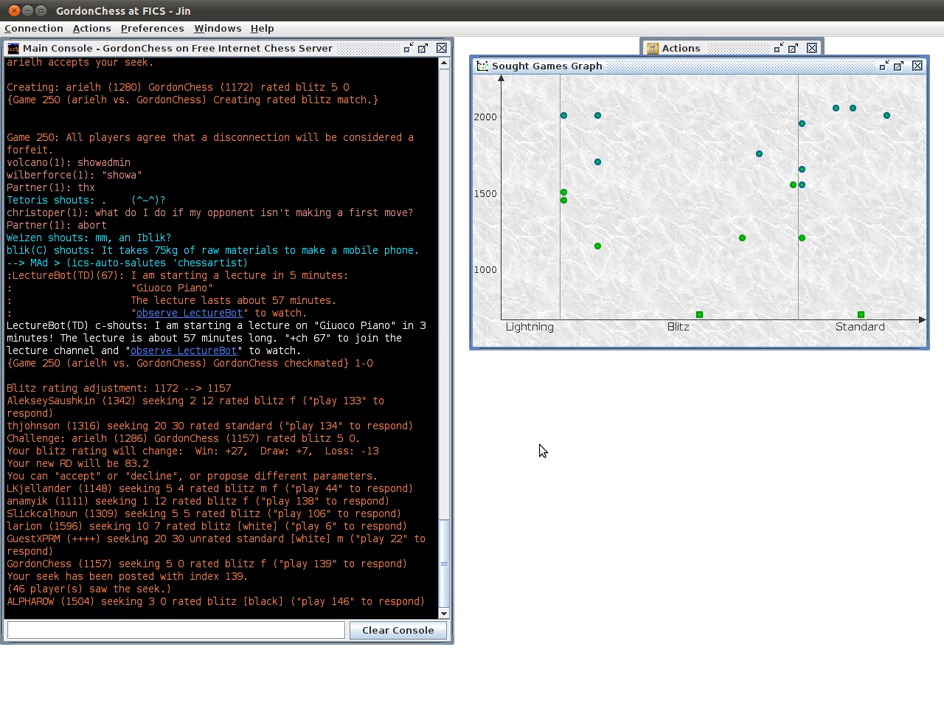 GordonChess at FICS - Jin
Connection Actions Preferences Windows Help
Main Console - GordonChess on Free Internet Chess Server
arielh accepts your seek.
Creating: arielh (1280) GordonChess (1172) rated blitz 5 0
{Game 250 (arielh vs. GordonChess) Creating rated blitz match.}
Game 250: All players agree that a disconnection will be considered a
forfeit.
volcano(1): showadmin
wilberforce(1): "showa"
Partner(1): thx
Tetoris shouts: .    (^~^)?
christoper(1): what do I do if my opponent isn't making a first move?
Partner(1): abort
Weizen shouts: mm, an Iblik?
blik(C) shouts: It takes 75kg of raw materials to make a mobile phone.
--> MAd > (ics-auto-salutes 'chessartist)
:LectureBot(TD)(67): I am starting a lecture in 5 minutes:
: "Giuoco Piano"
: The lecture lasts about 57 minutes.
: "observe LectureBot" to watch.
LectureBot(TD) c-shouts: I am starting a lecture on "Giuoco Piano" in 3
minutes! The lecture is about 57 minutes long. "+ch 67" to join the
lecture channel and "observe LectureBot" to watch.
{Game 250 (arielh vs. GordonChess) GordonChess checkmated} 1-0
Blitz rating adjustment: 1172 --> 1157
AlekseySaushkin (1342) seeking 2 12 rated blitz f ("play 133" to
respond)
thjohnson (1316) seeking 20 30 rated standard ("play 134" to respond)
Challenge: arielh (1286) GordonChess (1157) rated blitz 5 0.
Your blitz rating will change:  Win: +27,  Draw: +7,  Loss: -13
Your new RD will be 83.2
You can "accept" or "decline", or propose different parameters.
LKjellander (1148) seeking 5 4 rated blitz m f ("play 44" to respond)
anamyik (1111) seeking 1 12 rated blitz f ("play 138" to respond)
Slickcalhoun (1309) seeking 5 5 rated blitz ("play 106" to respond)
larion (1596) seeking 10 7 rated blitz [white] ("play 6" to respond)
GuestXPRM (++++) seeking 20 30 unrated standard [white] m ("play 22" to
respond)
GordonChess (1157) seeking 5 0 rated blitz f ("play 139" to respond)
Your seek has been posted with index 139.
(46 player(s) saw the seek.)
ALPHAROW (1504) seeking 3 0 rated blitz [black] ("play 146" to respond)
Clear Console
Actions
Sought Games Graph
2000
1500
1000
Lightning Blitz Standard